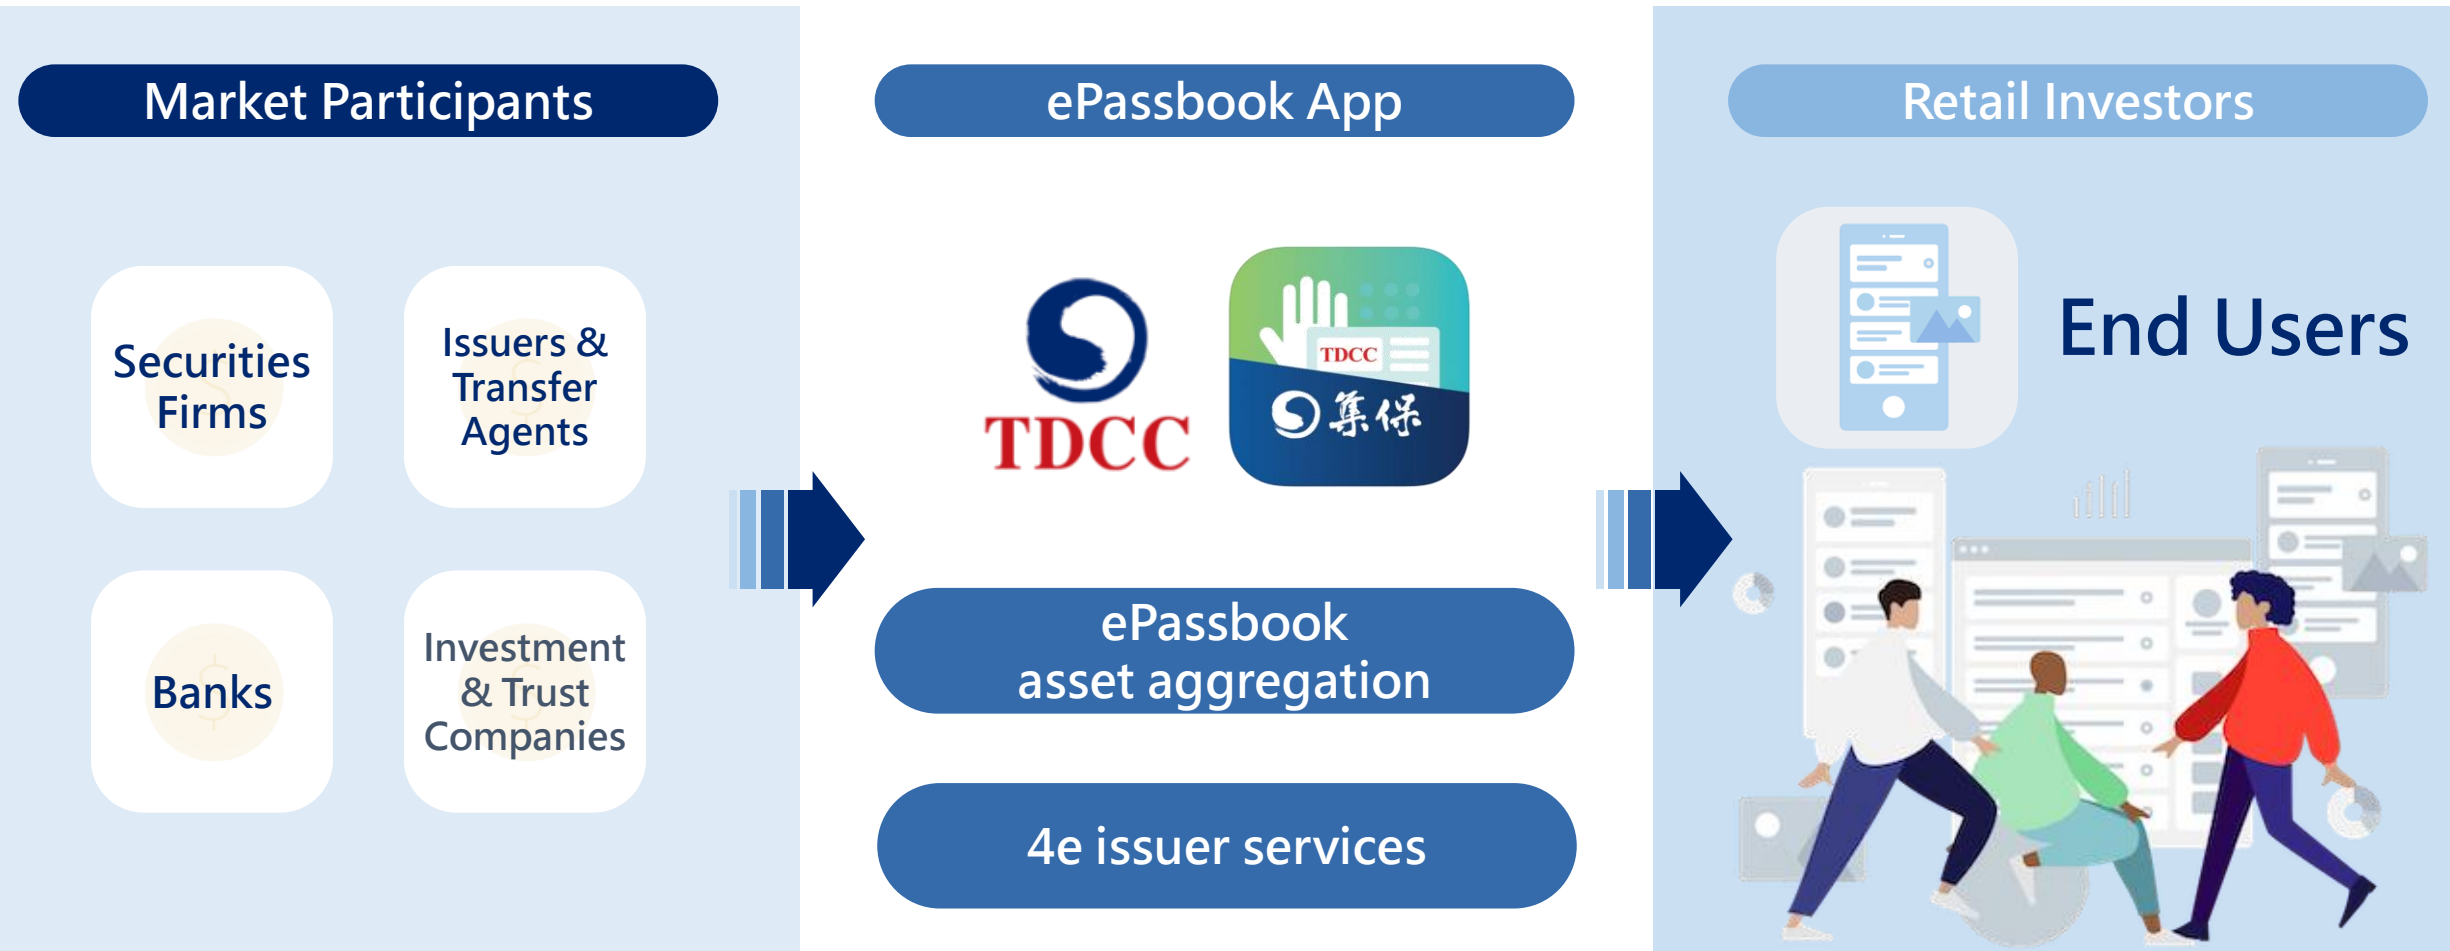 Market Participants
Securities
Firms
Issuers &
Transfer
Agents
Banks
Investment
& Trust
Companies
ePassbook App
TDCC
TDCC
集保
ePassbook
asset aggregation
4e issuer services
Retail Investors
End Users